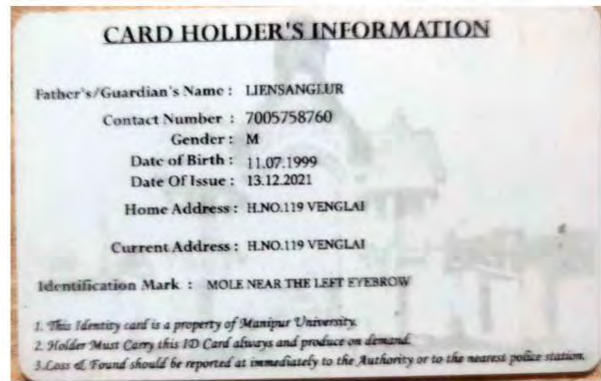 CARD HOLDER'S INFORMATION
Father's/Guardian's Name : LIENSANGLUR
Contact Number : 7005758760
Gender : M
Date of Birth : 11.07.1999
Date Of Issue : 13.12.2021
Home Address : H.NO.119 VENGLAI
Current Address : H.NO.119 VENGLAI
Identification Mark : MOLE NEAR THE LEFT EYEBROW
1. This Identity card is a property of Manipur University.
2. Holder Must Carry this ID Card always and produce on demand.
3.Loss & Found should be reported at immediately to the Authority or to the nearest police station.